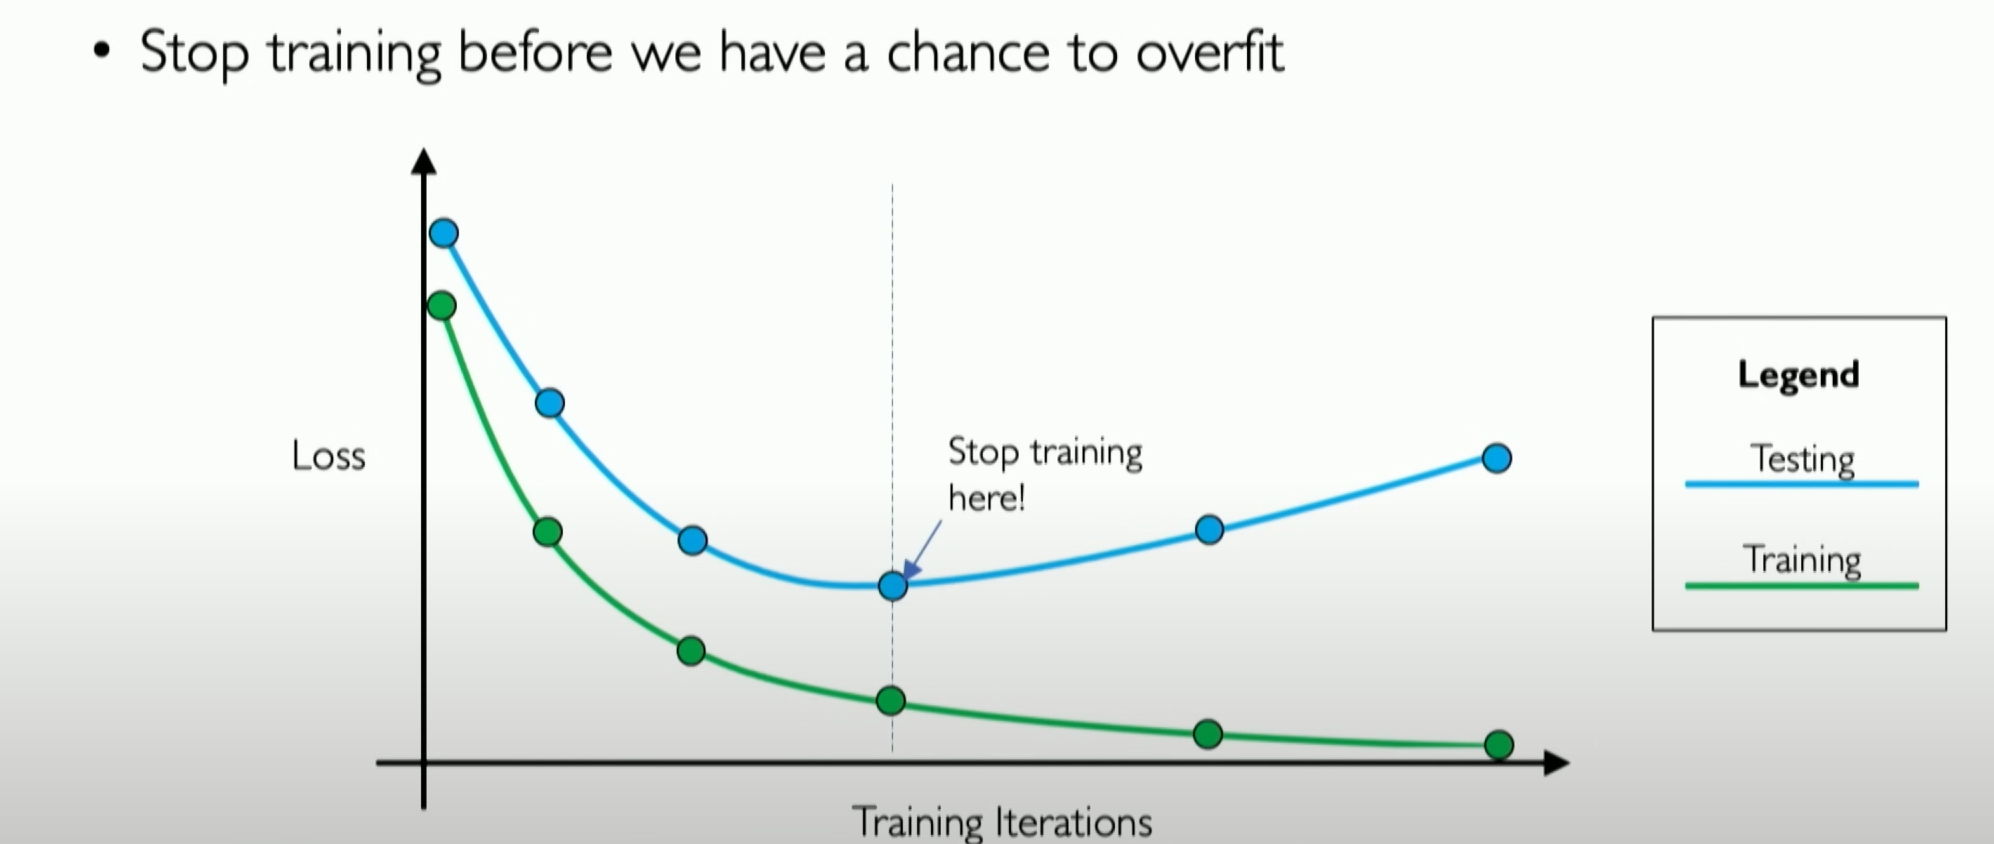 • Stop training before we have a chance to overfit
Stop training
here!
Loss
Training Iterations
Legend
Testing
Training